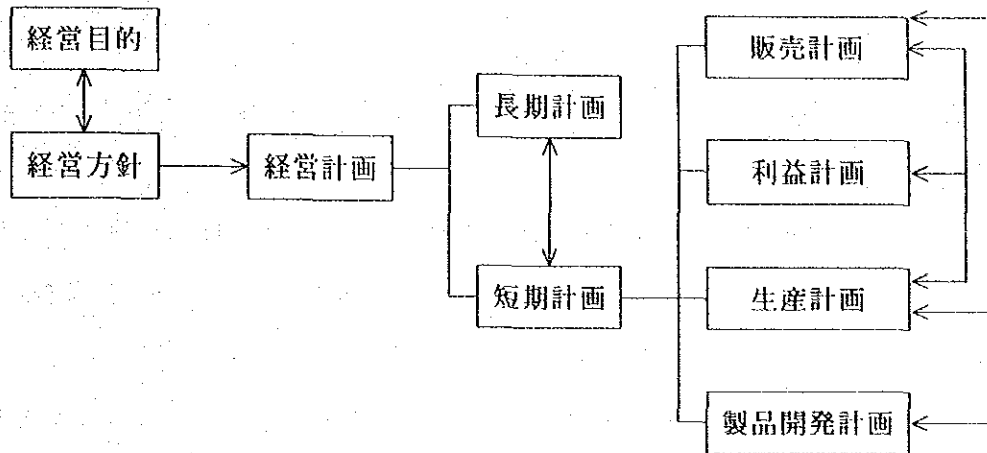 経営目的
経営方針
経営計画
長期計画
短期計画
販売計画
利益計画
生産計画
製品開発計画